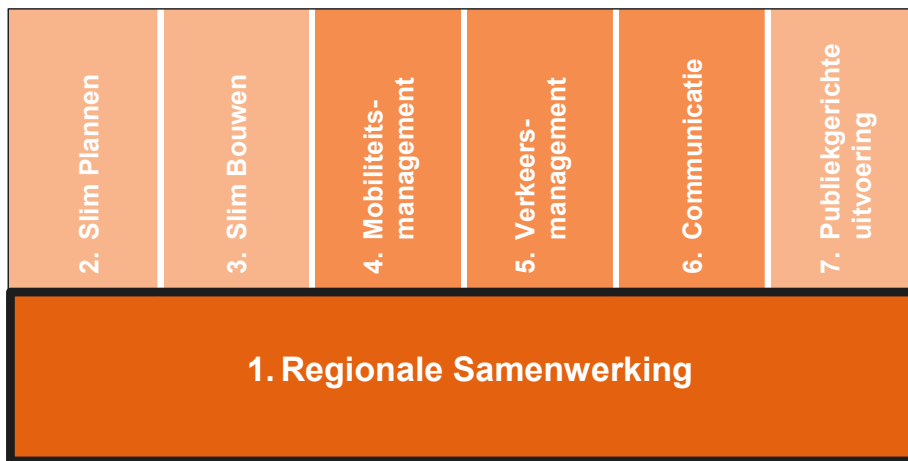 2. Slim Plannen
3. Slim Bouwen
4. Mobiliteits-
management
5. Verkeers-
management
6. Communicatie
7. Publiekgerichte
uitvoering
1. Regionale Samenwerking